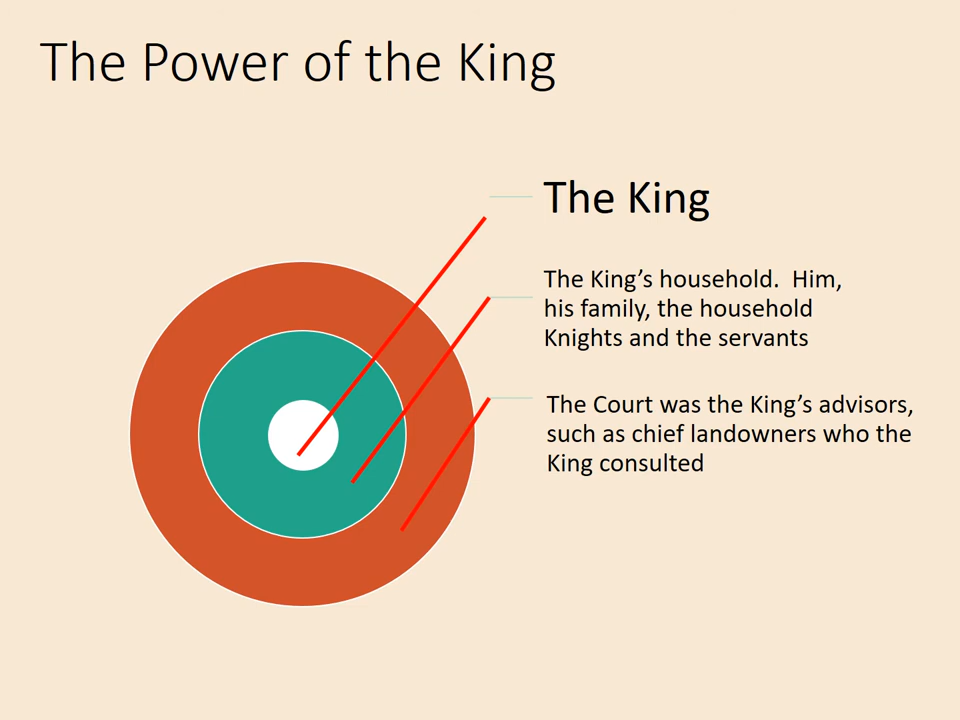 The Power of the King
The King
The King’s household.  Him,
his family, the household
Knights and the servants
The Court was the King’s advisors,
such as chief landowners who the
King consulted